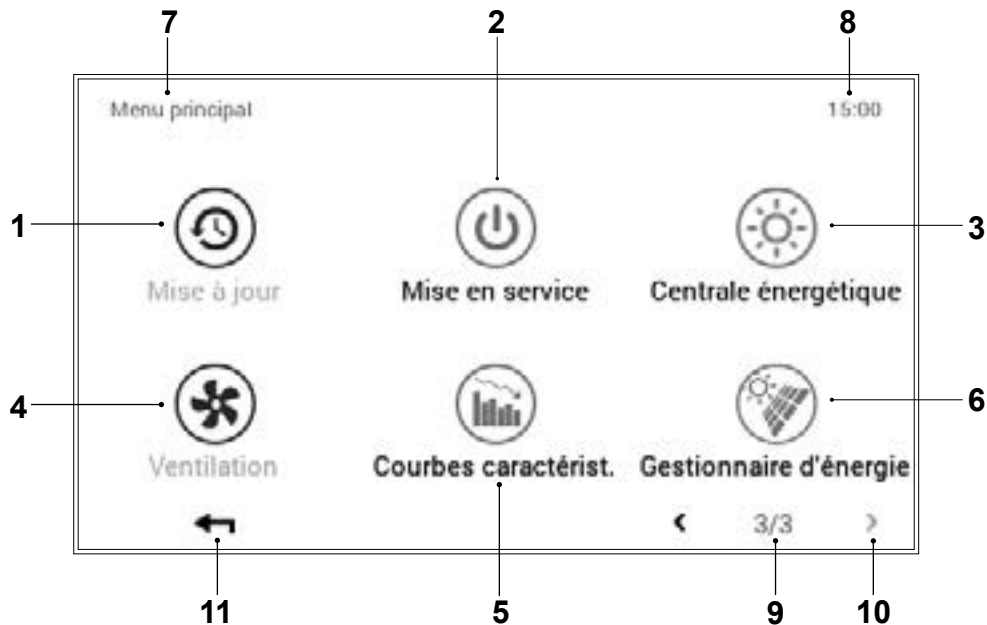 7 2 8
Menu principal 15:00
1 3
Mise à jour Mise en service Centrale énergétique
4 6
Ventilation Courbes caractérist. Gestionnaire d'énergie
< 3/3 >
11 5 9 10